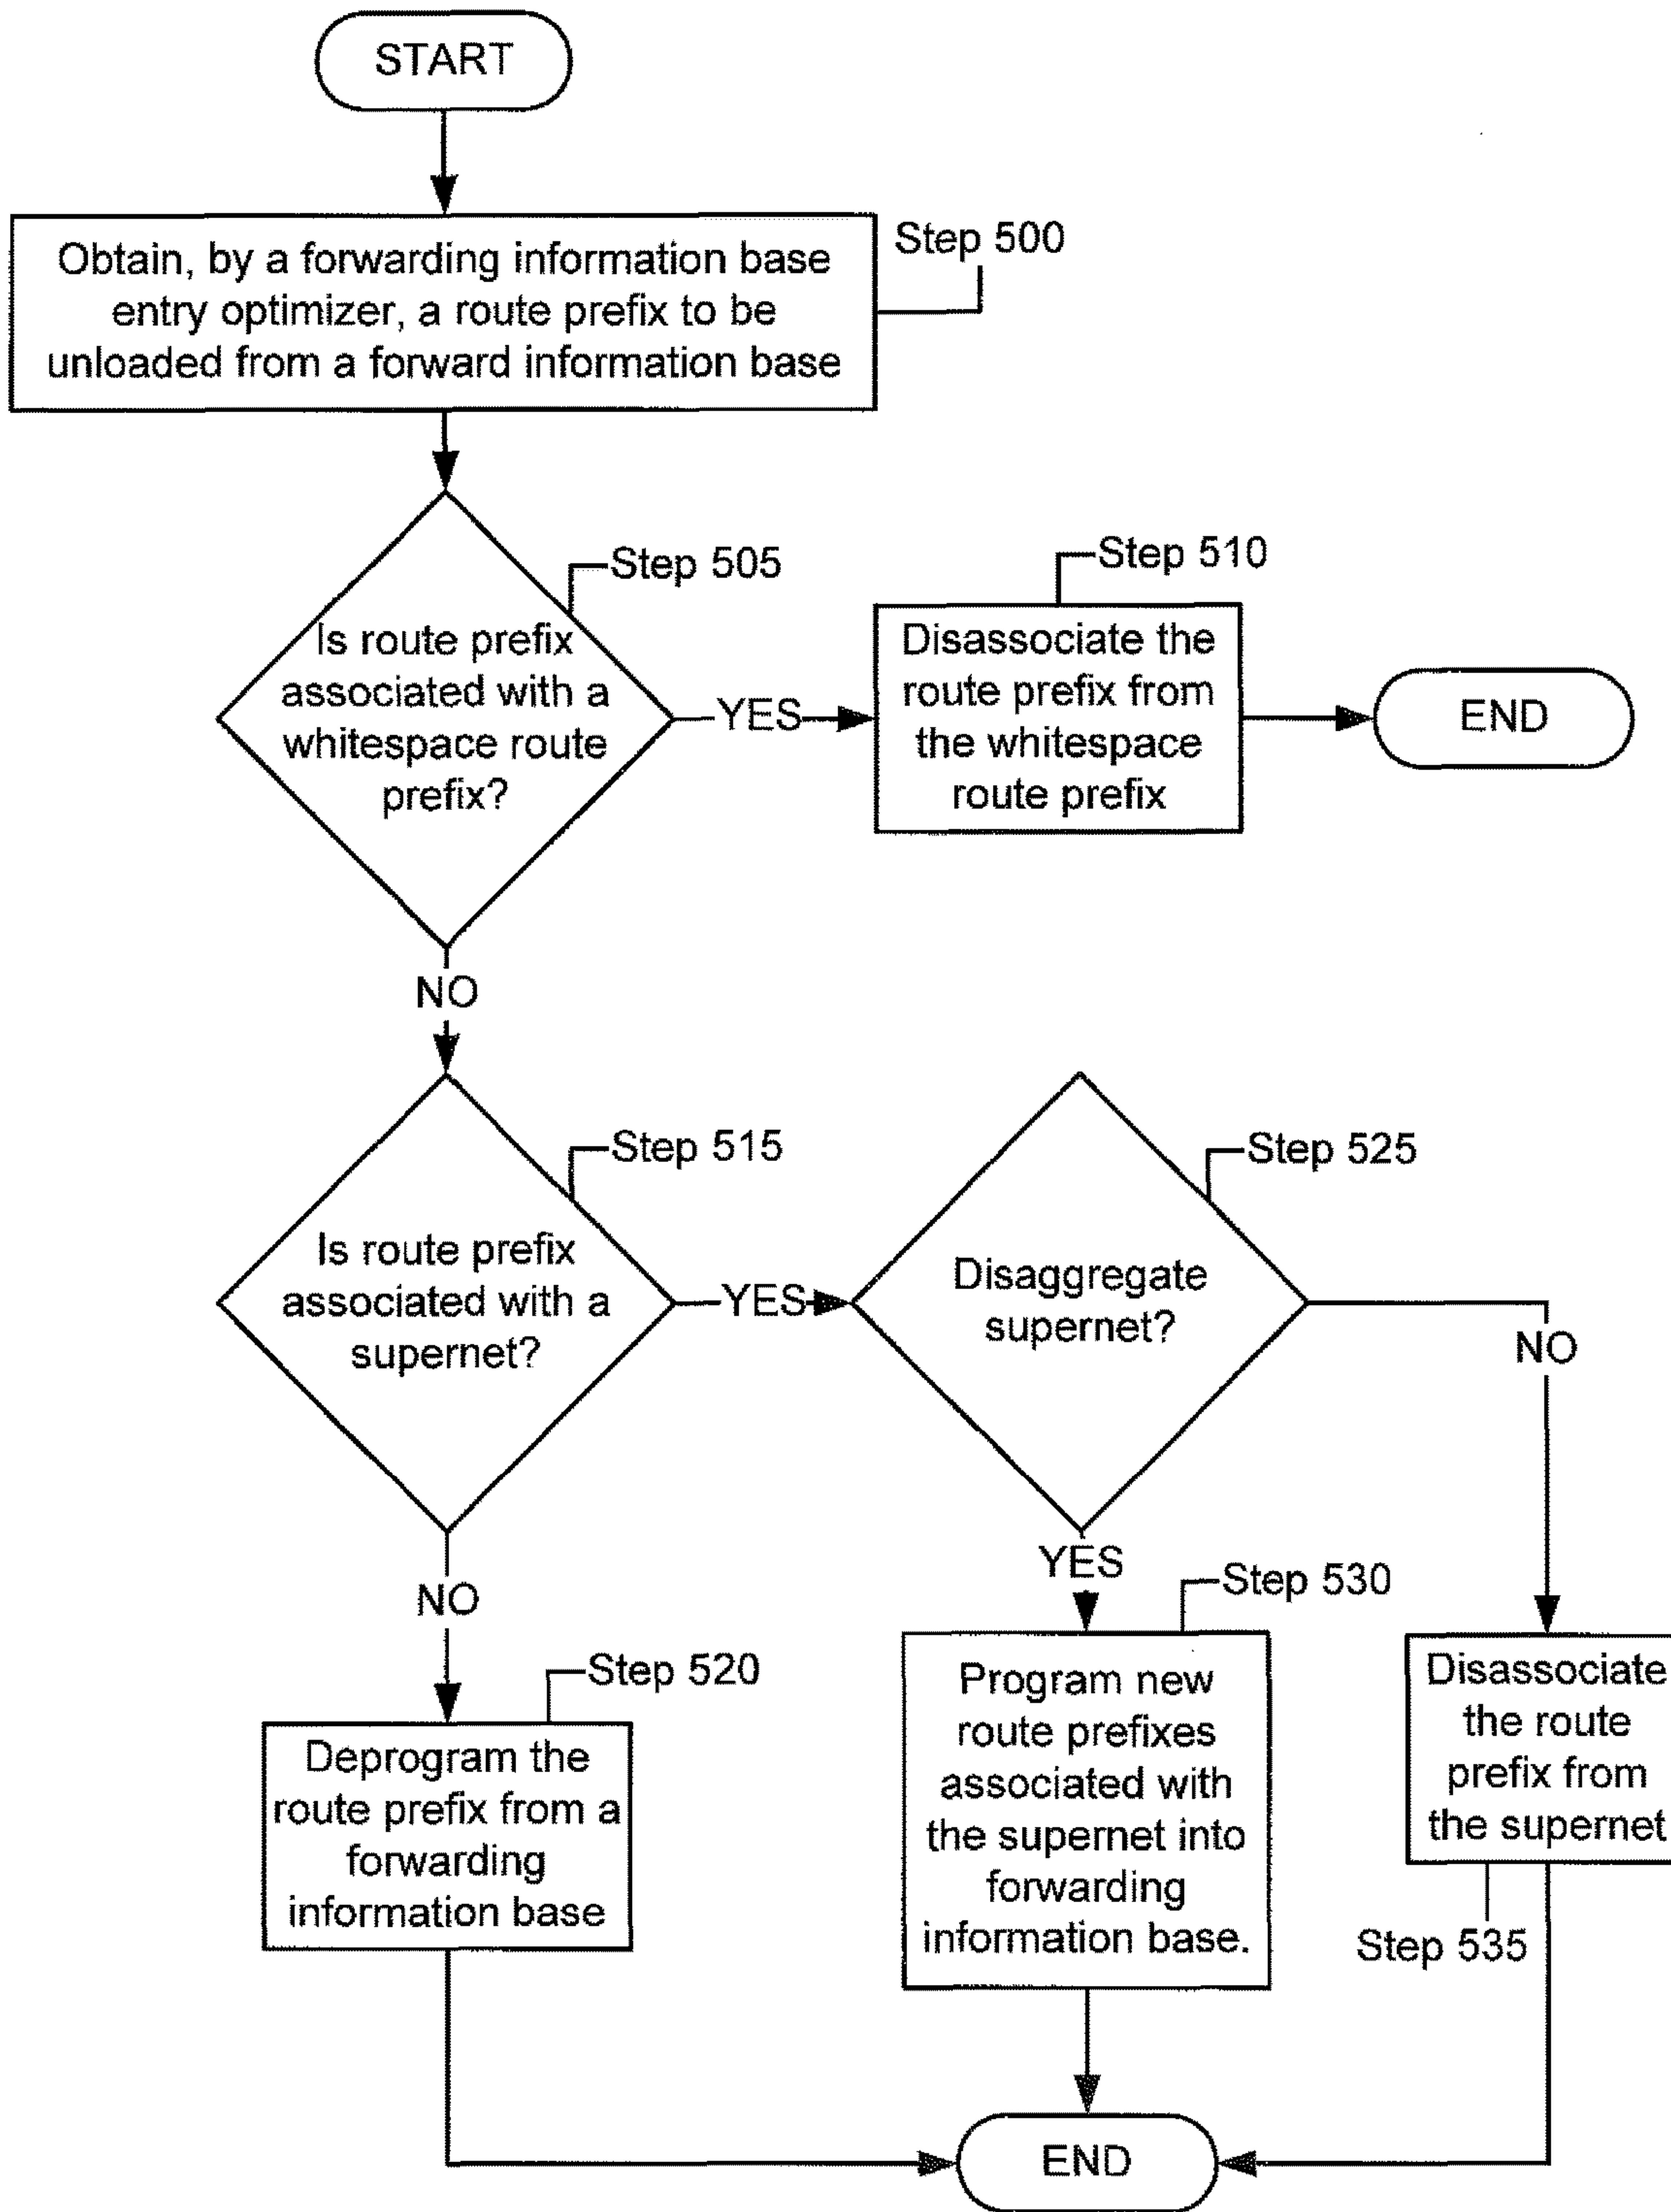 START
Step 500
Obtain, by a forwarding information base
entry optimizer, a route prefix to be
unloaded from a forward information base
Step 505
Is route prefix
associated with a
whitespace route
prefix?
YES
Step 510
Disassociate the
route prefix from
the whitespace
route prefix
END
NO
Step 515
Is route prefix
associated with a
supernet?
YES
Step 525
Disaggregate
supernet?
NO
NO
YES
Step 520
Deprogram the
route prefix from a
forwarding
information base
Step 530
Program new
route prefixes
associated with
the supernet into
forwarding
information base.
Disassociate
the route
prefix from
the supernet
Step 535
END